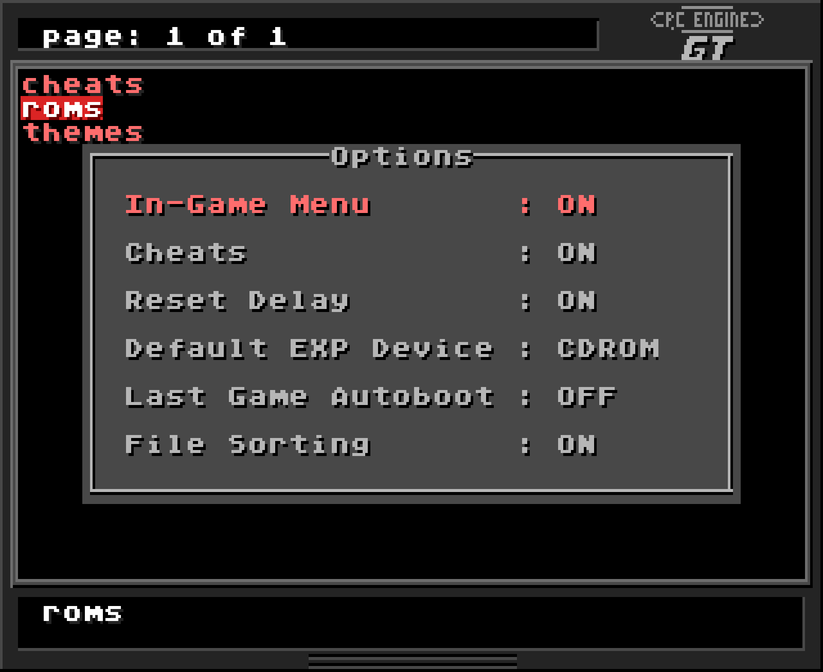 page: 1 of 1
PC ENGINE
GT
cheats
roms
themes
Options
In-Game Menu : ON
Cheats : ON
Reset Delay : ON
Default EXP Device : CDROM
Last Game Autoboot : OFF
File Sorting : ON
roms